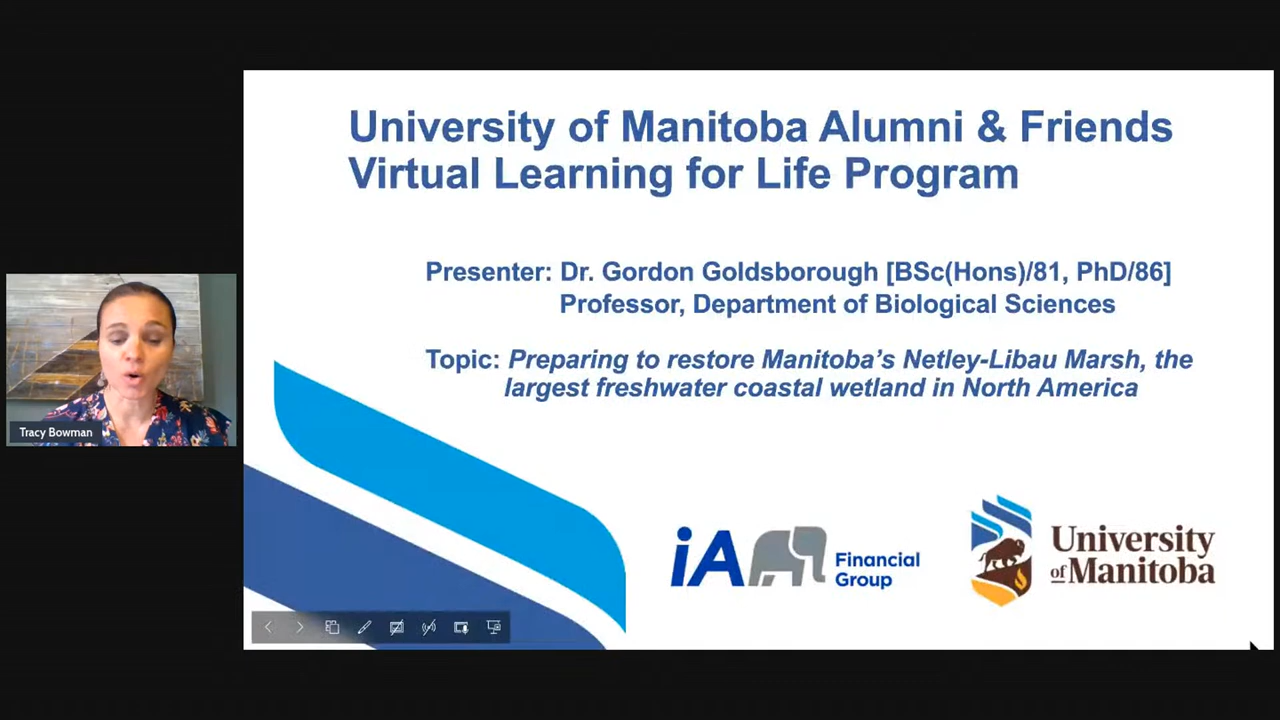 University of Manitoba Alumni & Friends
Virtual Learning for Life Program
Presenter: Dr. Gordon Goldsborough [BSc(Hons)/81, PhD/86]
Professor, Department of Biological Sciences
Topic: Preparing to restore Manitoba's Netley-Libau Marsh, the
largest freshwater coastal wetland in North America
Tracy Bowman
iA Financial
Group
University
of Manitoba